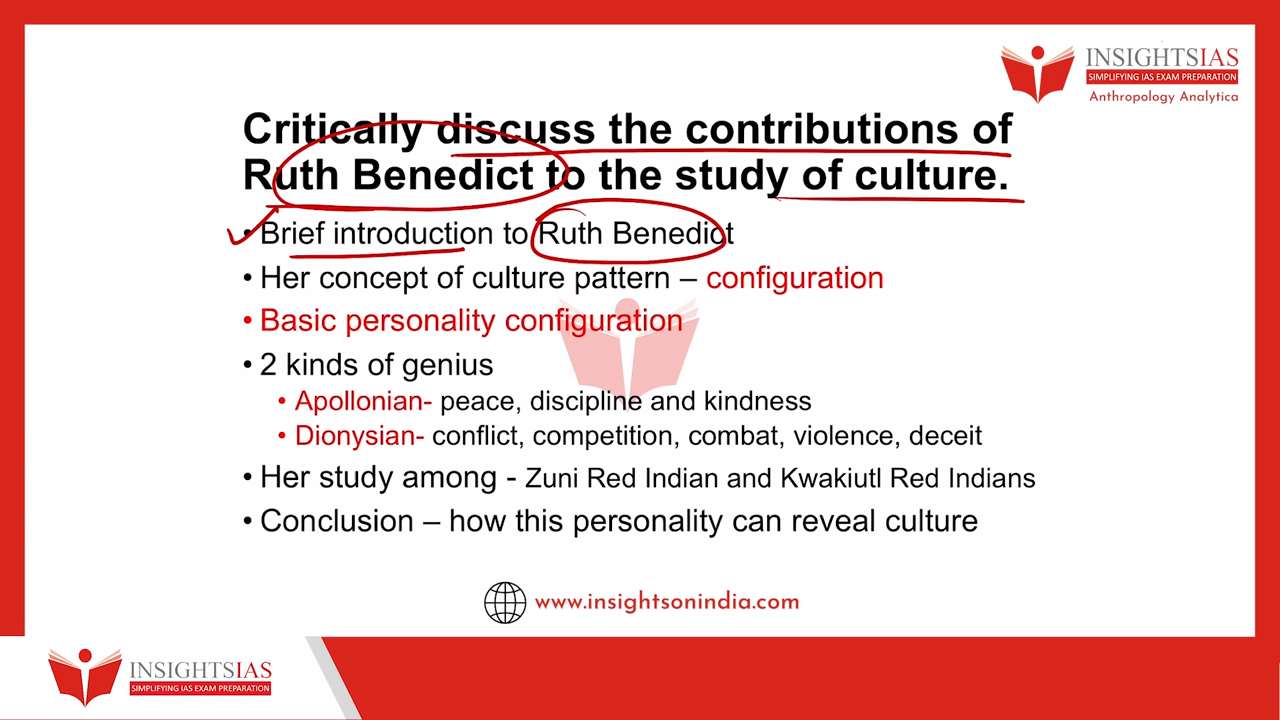 INSIGHTSIAS
SIMPLIFYING IAS EXAM PREPARATION
Anthropology Analytica
Critically discuss the contributions of
Ruth Benedict to the study of culture.
• Brief introduction to Ruth Benedict
• Her concept of culture pattern – configuration
• Basic personality configuration
• 2 kinds of genius
• Apollonian- peace, discipline and kindness
• Dionysian- conflict, competition, combat, violence, deceit
• Her study among - Zuni Red Indian and Kwakiutl Red Indians
• Conclusion – how this personality can reveal culture
www.insightsonindia.com
INSIGHTSIAS
SIMPLIFYING IAS EXAM PREPARATION